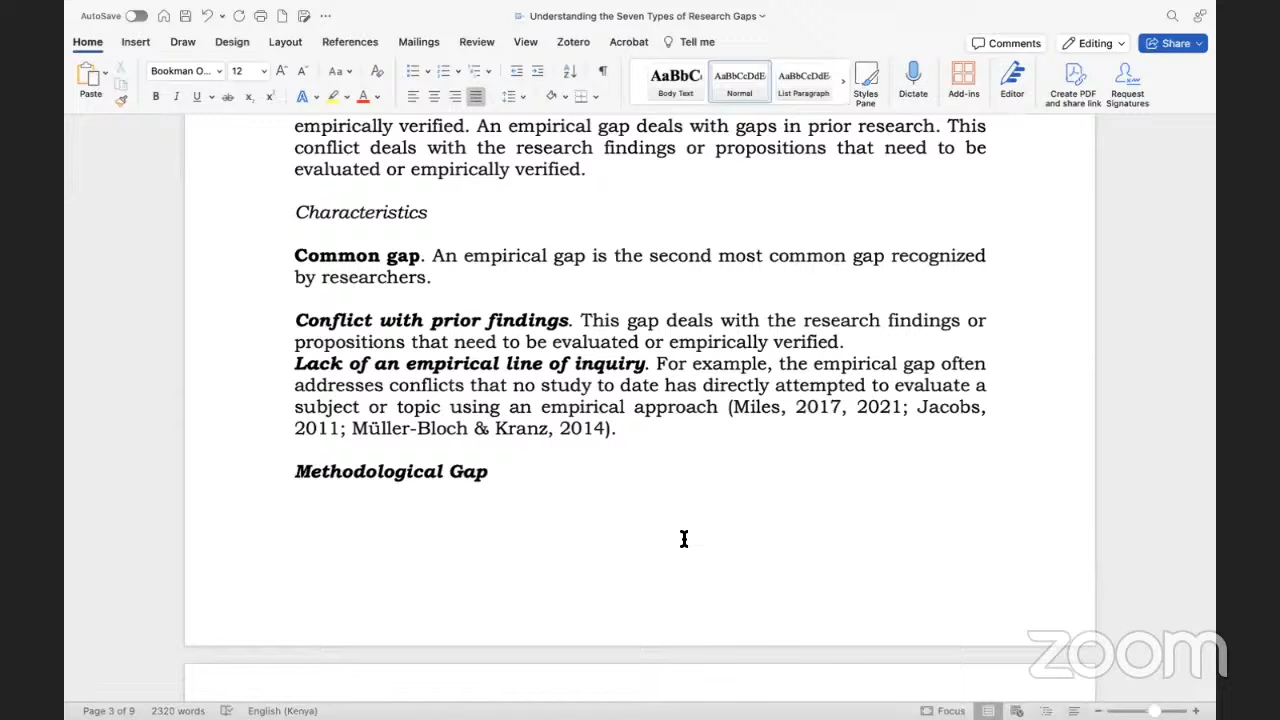 AutoSave
Understanding the Seven Types of Research Gaps
Home Insert Draw Design Layout References Mailings Review View Zotero Acrobat Tell me Comments Editing Share
Paste
Bookman O... 12
AaBbC AaBbCcDdE AaBbCcDdE
Body Text Normal List Paragraph
Styles Pane
Dictate
Add-ins
Editor
Create PDF and share link
Request Signatures
empirically verified. An empirical gap deals with gaps in prior research. This
conflict deals with the research findings or propositions that need to be
evaluated or empirically verified.
Characteristics
Common gap. An empirical gap is the second most common gap recognized
by researchers.
Conflict with prior findings. This gap deals with the research findings or
propositions that need to be evaluated or empirically verified.
Lack of an empirical line of inquiry. For example, the empirical gap often
addresses conflicts that no study to date has directly attempted to evaluate a
subject or topic using an empirical approach (Miles, 2017, 2021; Jacobs,
2011; Müller-Bloch & Kranz, 2014).
Methodological Gap
zoom
Page 3 of 9 2320 words English (Kenya) Focus